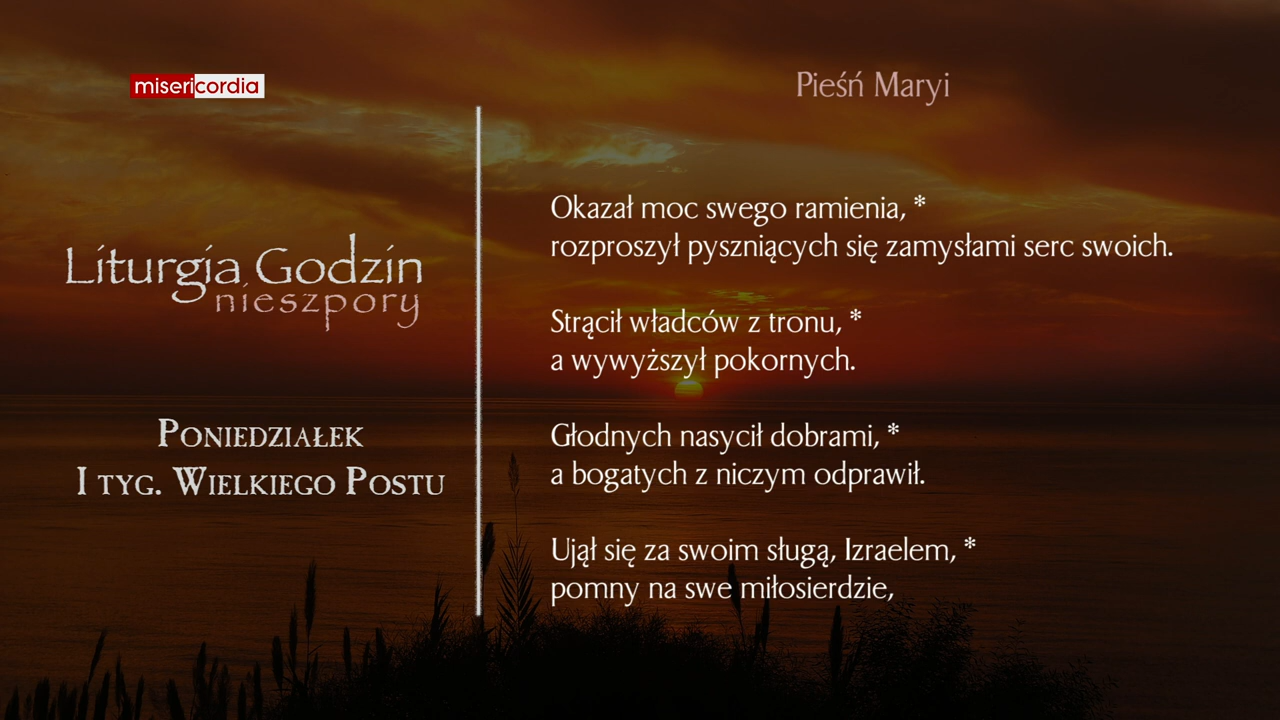 misericordia
Liturgia Godzin
nieszpory
Poniedziałek
I tyg. Wielkiego Postu
Pieśń Maryi
Okazał moc swego ramienia, *
rozproszył pyszniących się zamysłami serc swoich.
Strącił władców z tronu, *
a wywyższył pokornych.
Głodnych nasycił dobrami, *
a bogatych z niczym odprawił.
Ujął się za swoim sługą, Izraelem, *
pomny na swe miłosierdzie,